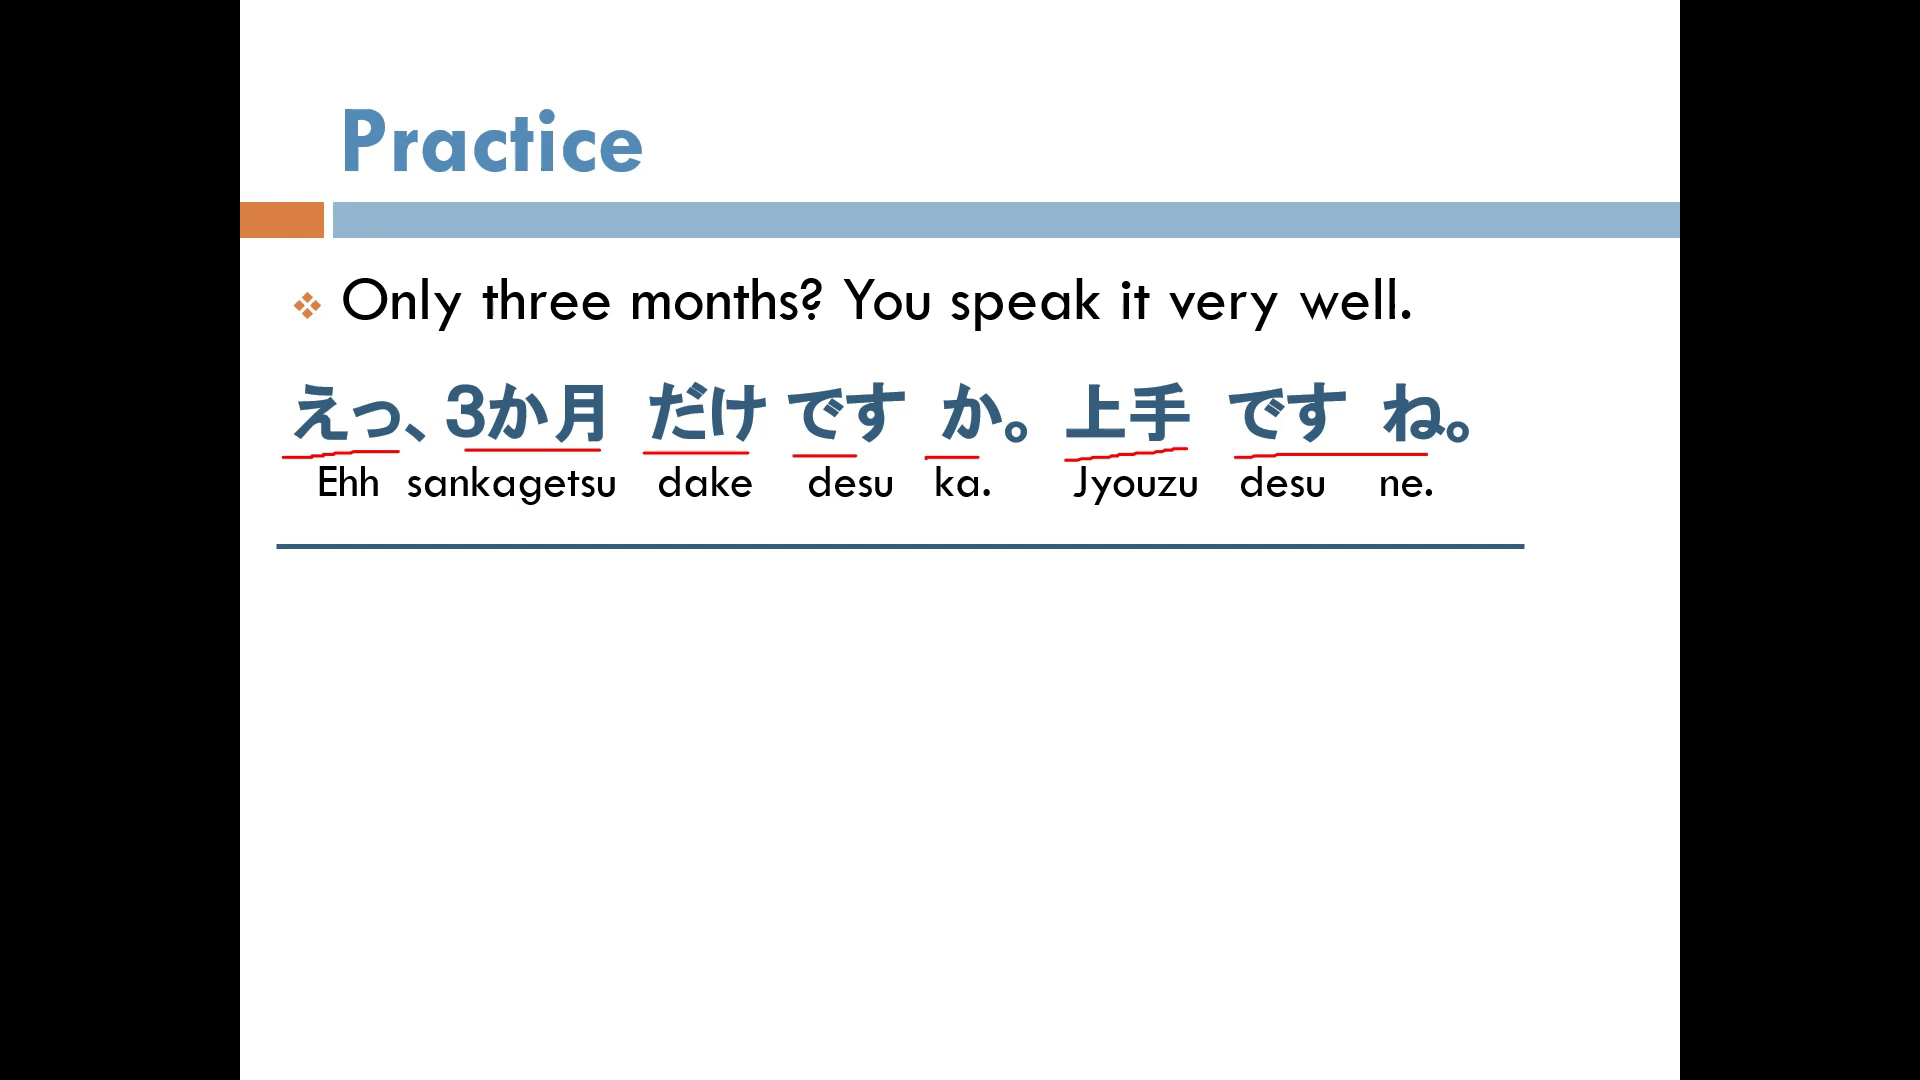 Practice
Only three months? You speak it very well.
えっ、3か月 だけ です か。上手 です ね。
Ehh sankagetsu dake desu ka. Jyouzu desu ne.